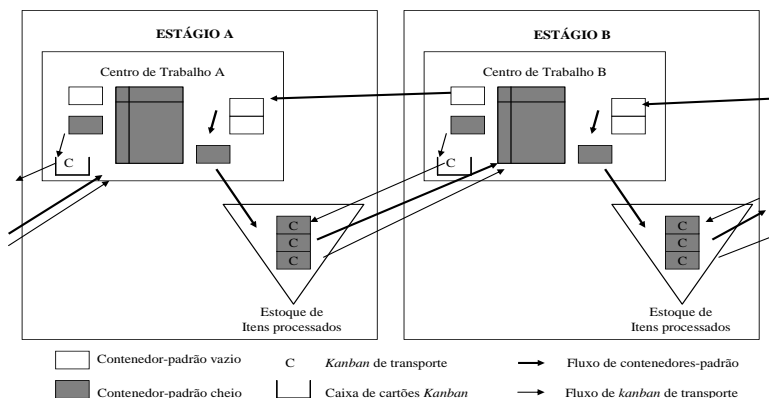 ESTÁGIO A
ESTÁGIO B
Centro de Trabalho A
Centro de Trabalho B
C
C
C
C
C
C
C
C
Estoque de
Itens processados
Estoque de
Itens processados
Contenedor-padrão vazio
C
Kanban de transporte
Fluxo de contenedores-padrão
Contenedor-padrão cheio
Caixa de cartões Kanban
Fluxo de kanban de transporte